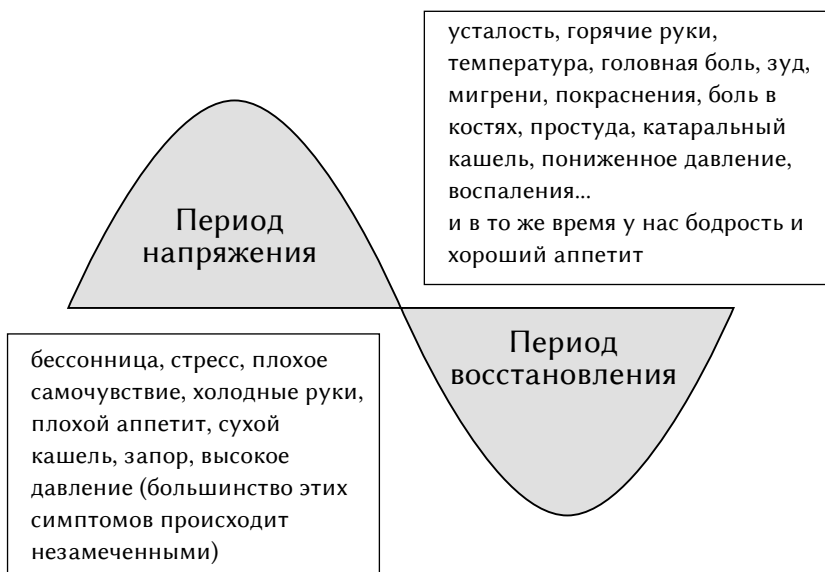 усталость, горячие руки,
температура, головная боль, зуд,
мигрени, покраснения, боль в
костях, простуда, катаральный
кашель, пониженное давление,
воспаления...
и в то же время у нас бодрость и
хороший аппетит
Период
напряжения
Период
восстановления
бессонница, стресс, плохое
самочувствие, холодные руки,
плохой аппетит, сухой
кашель, запор, высокое
давление (большинство этих
симптомов происходит
незамеченными)